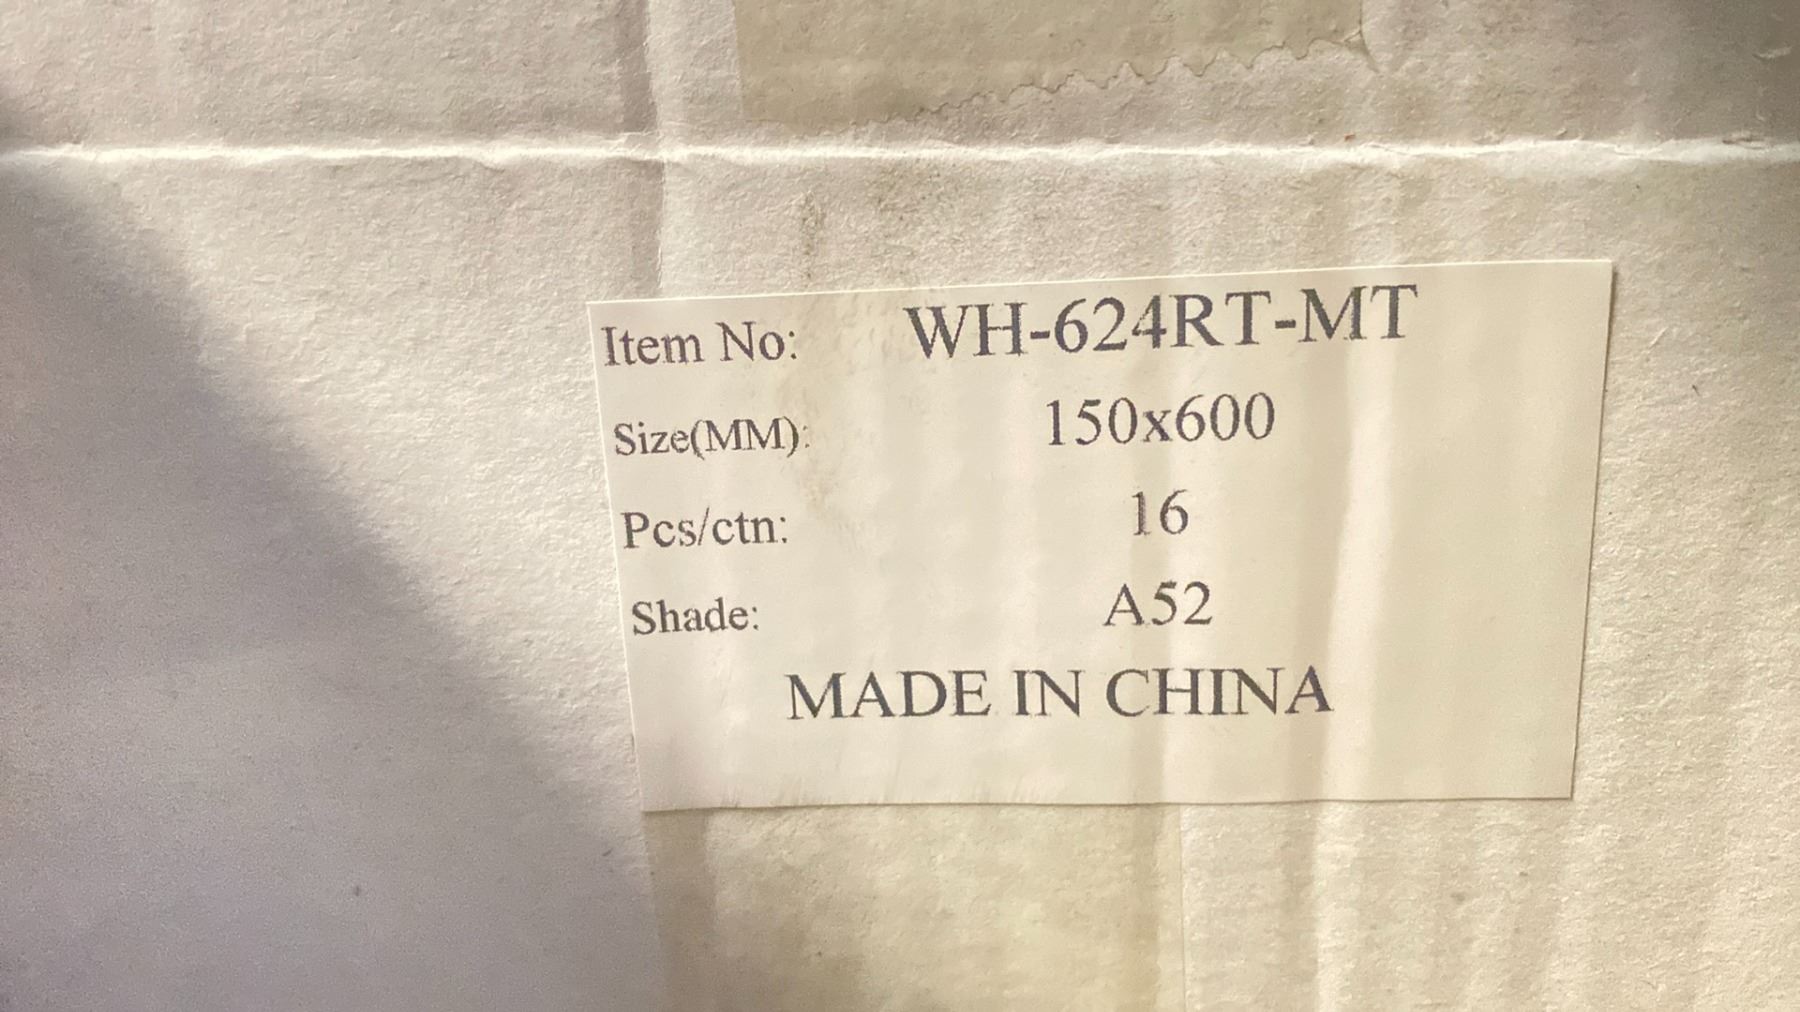 Item No: WH-624RT-MT
Size(MM): 150x600
Pcs/ctn: 16
Shade: A52
MADE IN CHINA